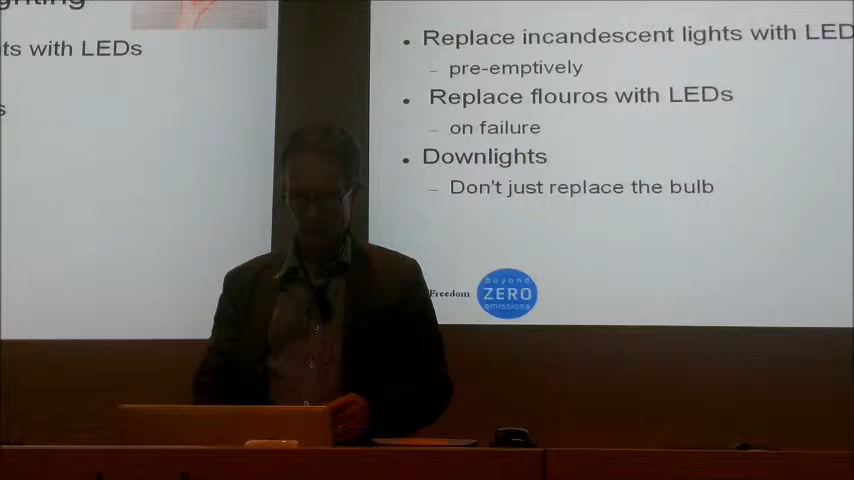 ts with LEDs
Replace incandescent lights with LED
– pre-emptively
Replace flouros with LEDs
– on failure
Downlights
– Don't just replace the bulb
Freedom
beyond
ZERO
emissions